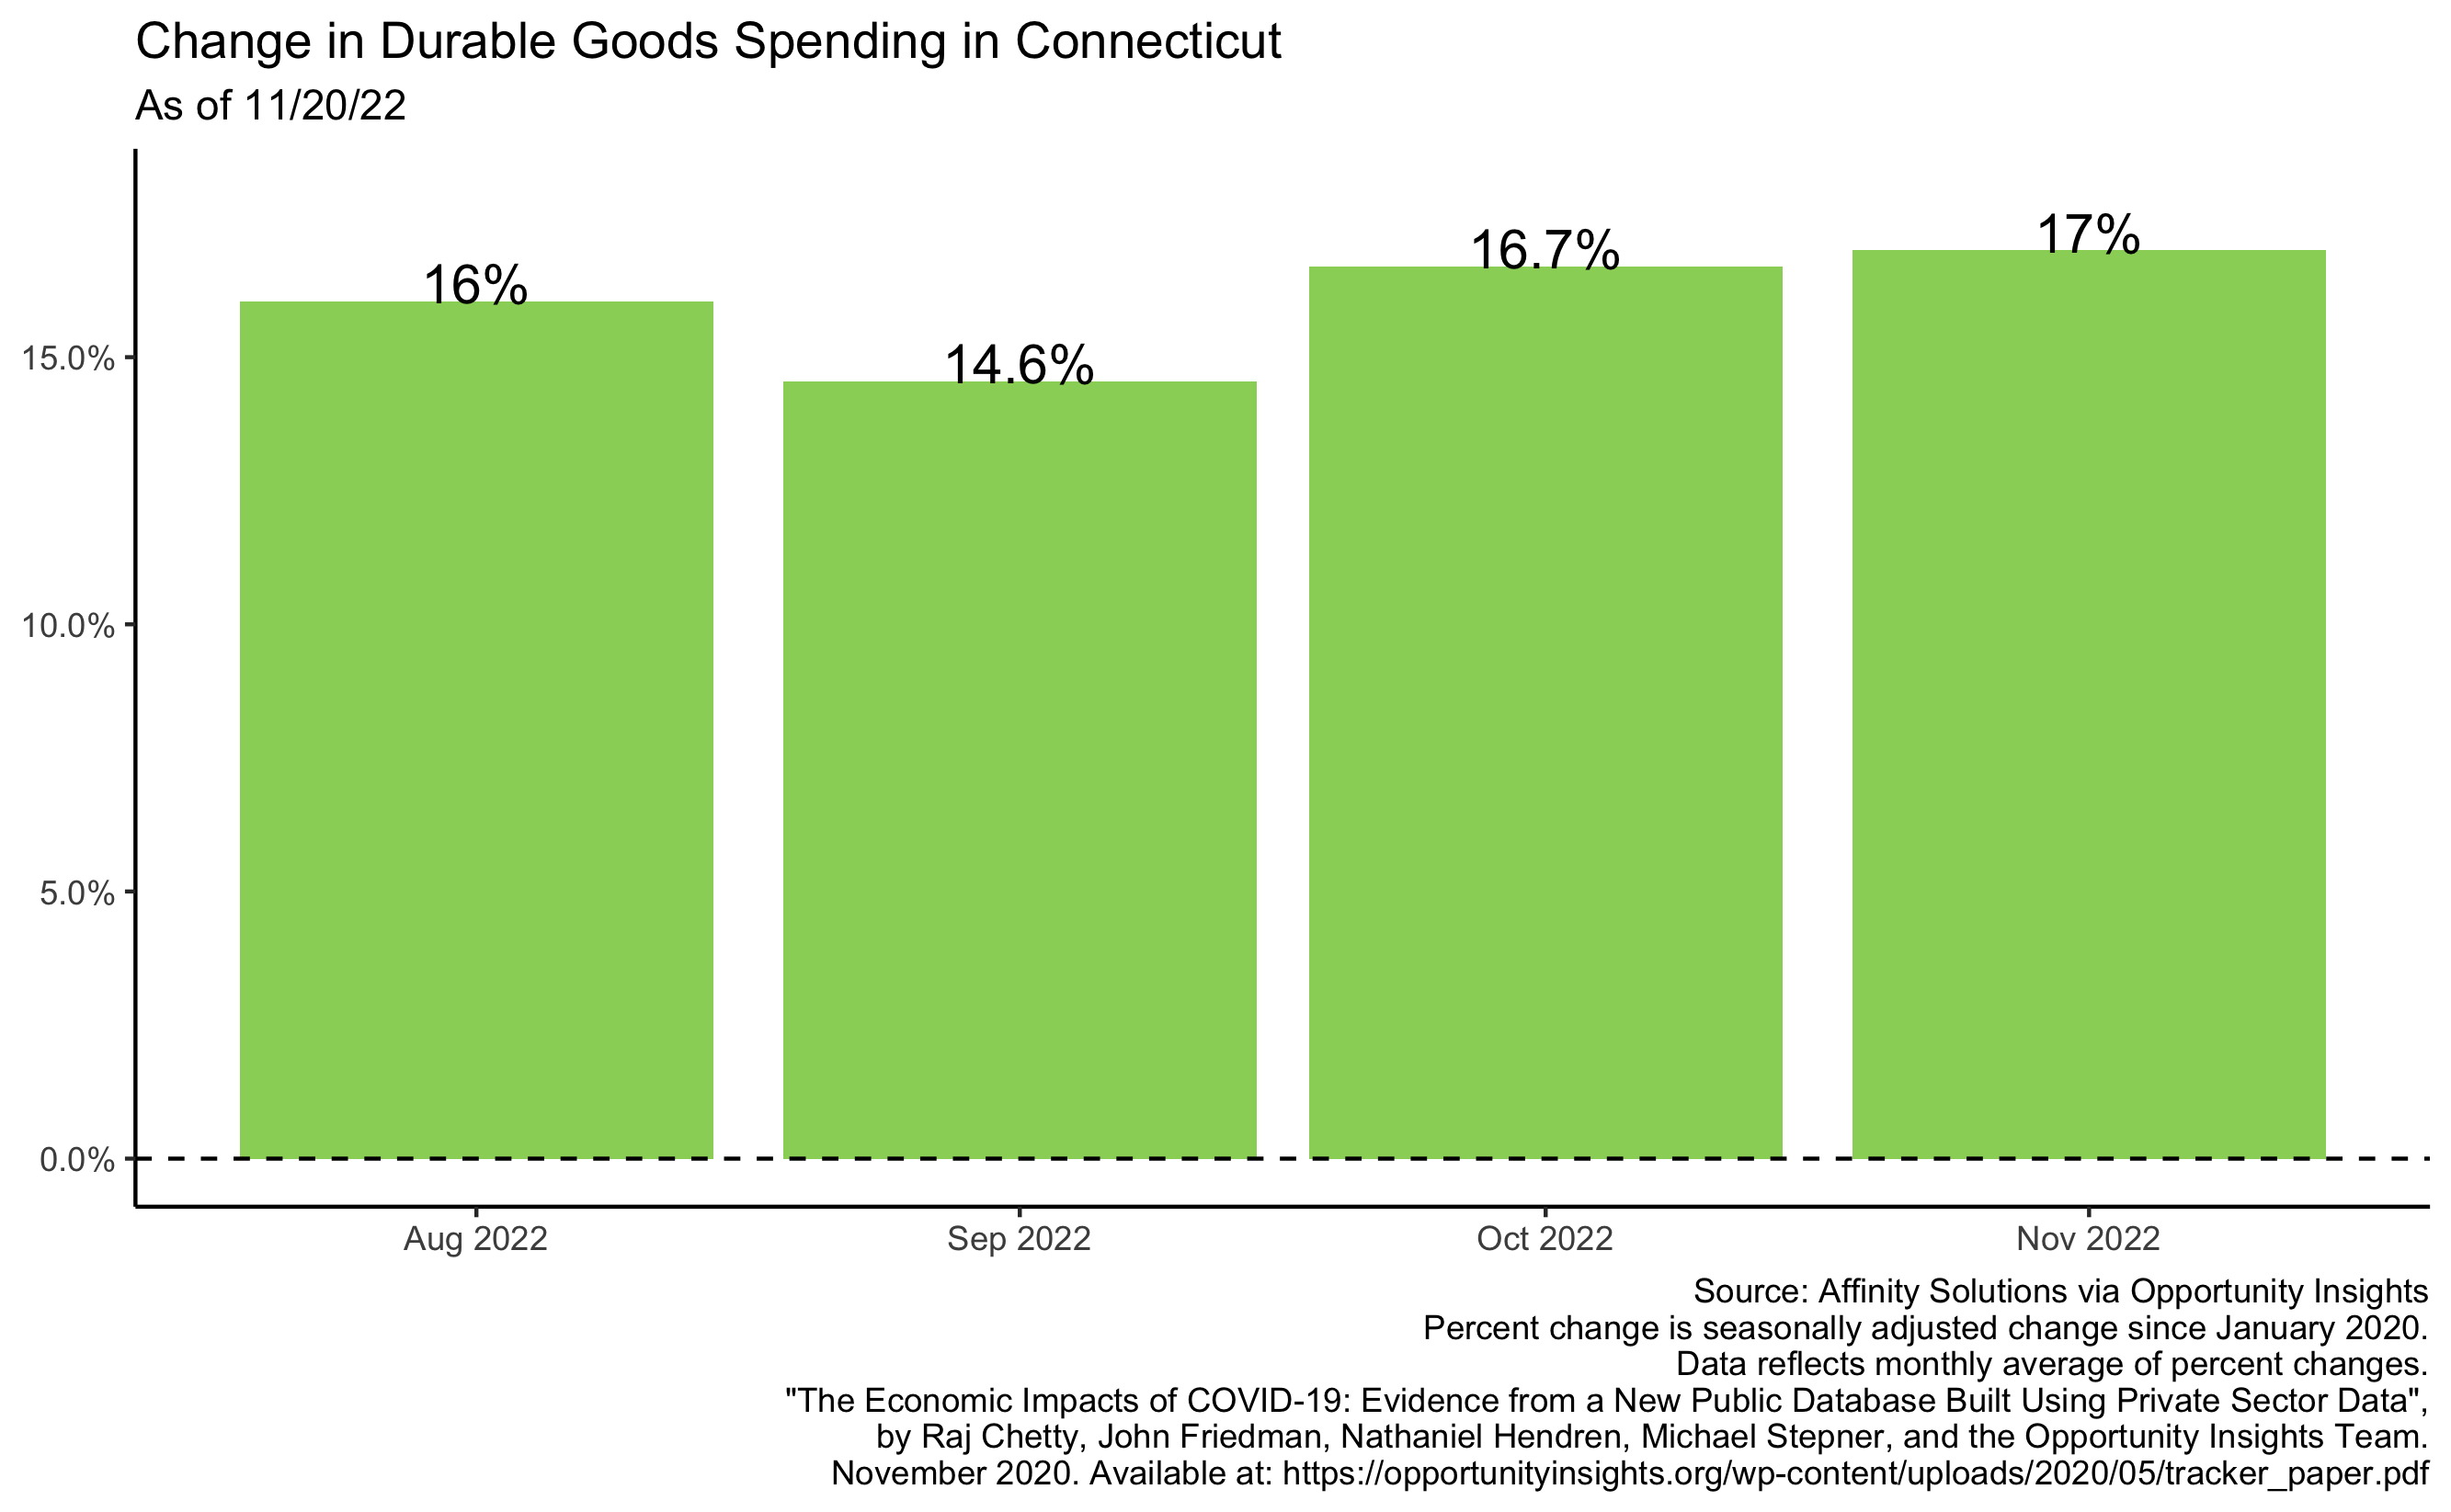 Change in Durable Goods Spending in Connecticut
As of 11/20/22
16%
14.6%
16.7%
17%
15.0%
10.0%
5.0%
0.0%
Aug 2022
Sep 2022
Oct 2022
Nov 2022
Source: Affinity Solutions via Opportunity Insights
Percent change is seasonally adjusted change since January 2020.
Data reflects monthly average of percent changes.
"The Economic Impacts of COVID-19: Evidence from a New Public Database Built Using Private Sector Data",
by Raj Chetty, John Friedman, Nathaniel Hendren, Michael Stepner, and the Opportunity Insights Team.
November 2020. Available at: https://opportunityinsights.org/wp-content/uploads/2020/05/tracker_paper.pdf